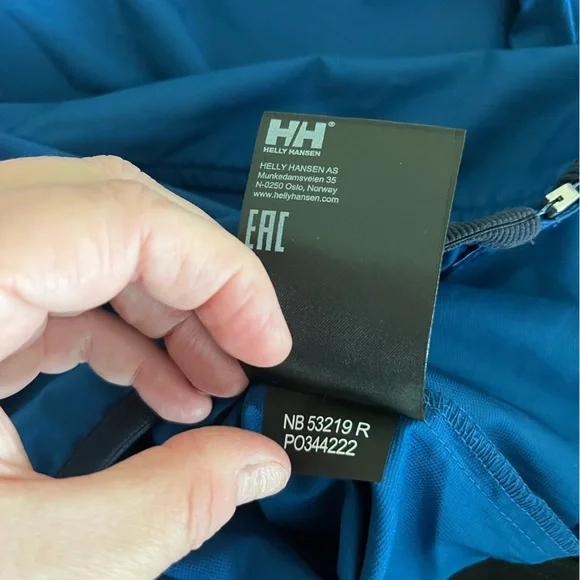 HH®
HELLY HANSEN
HELLY HANSEN AS
Munkedamsveien 35
N-0250 Oslo, Norway
www.hellyhansen.com
EAC
NB 53219 R
PO344222